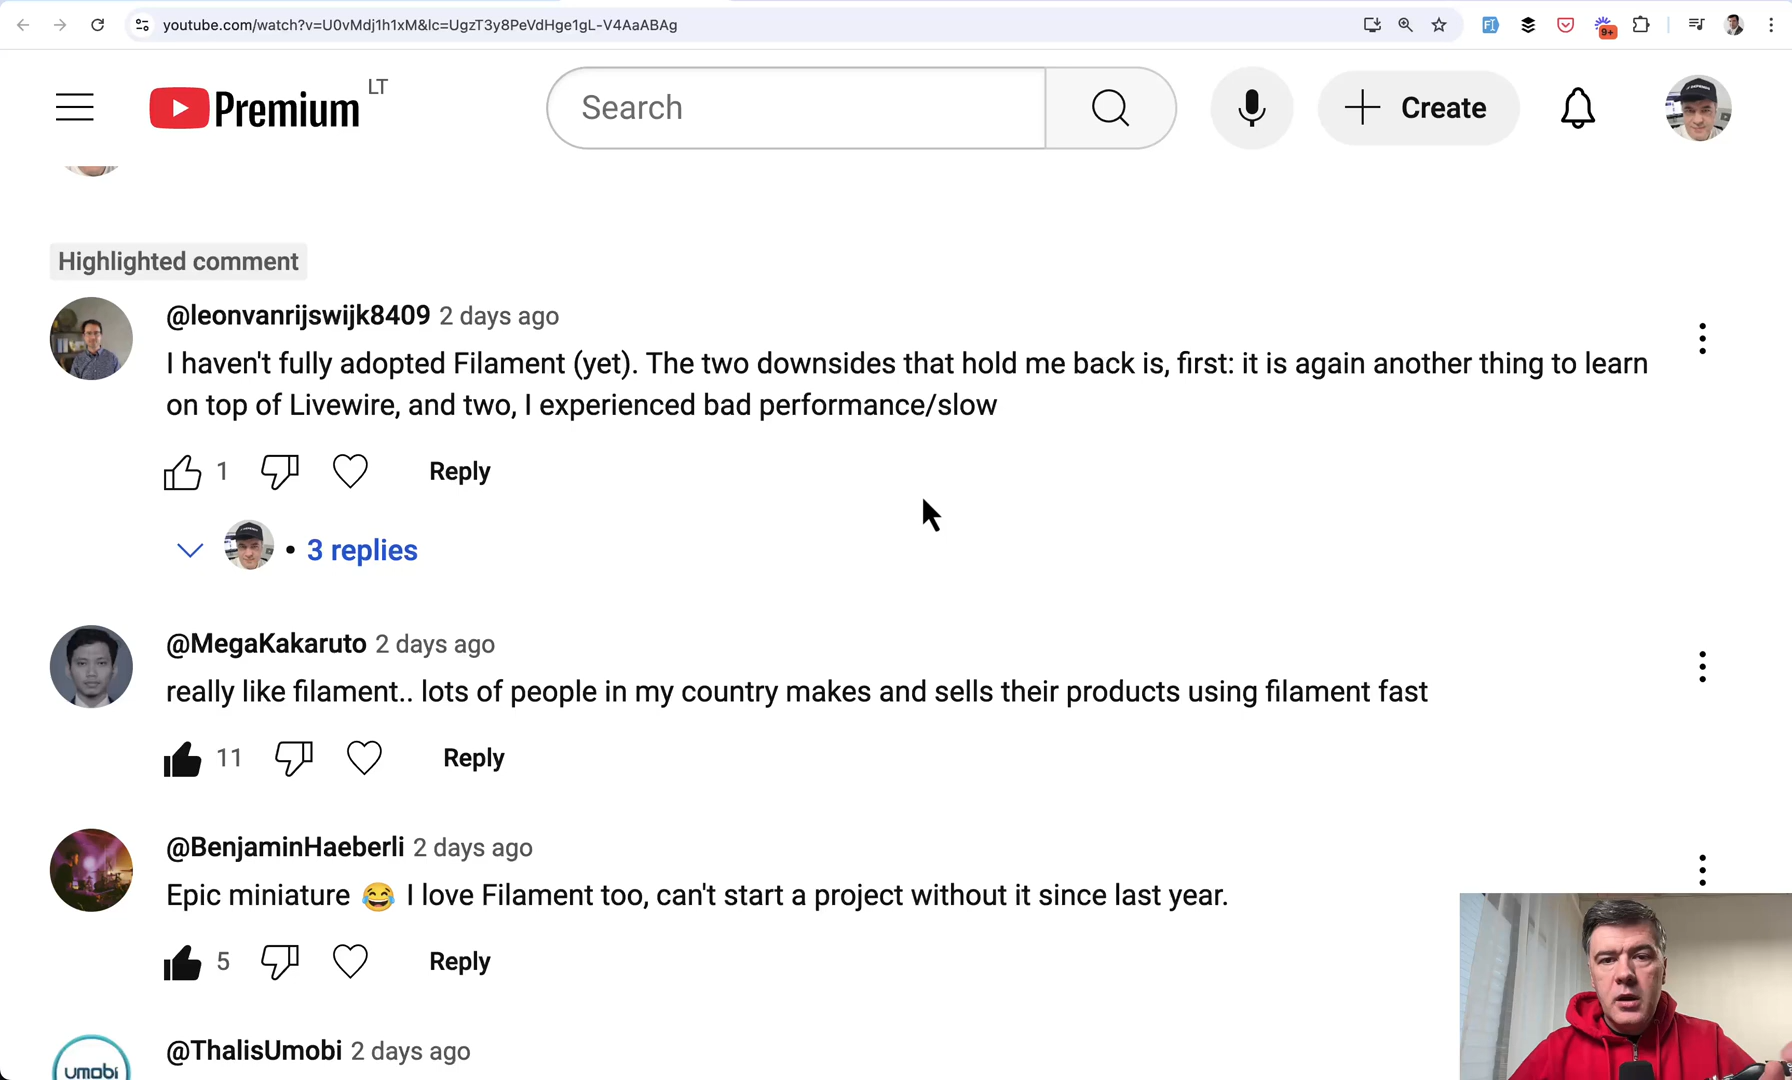 youtube.com/watch?v=U0vMdj1h1xM&lc=UgzT3y8PeVdHge1gL-V4AaABAg
9+
Premium LT
Search
Create
Highlighted comment
@leonvanrijswijk8409 2 days ago
I haven't fully adopted Filament (yet). The two downsides that hold me back is, first: it is again another thing to learn
on top of Livewire, and two, I experienced bad performance/slow
1 Reply
• 3 replies
@MegaKakaruto 2 days ago
really like filament.. lots of people in my country makes and sells their products using filament fast
11 Reply
@BenjaminHaeberli 2 days ago
Epic miniature 😂 I love Filament too, can't start a project without it since last year.
5 Reply
@ThalisUmobi 2 days ago
umobi